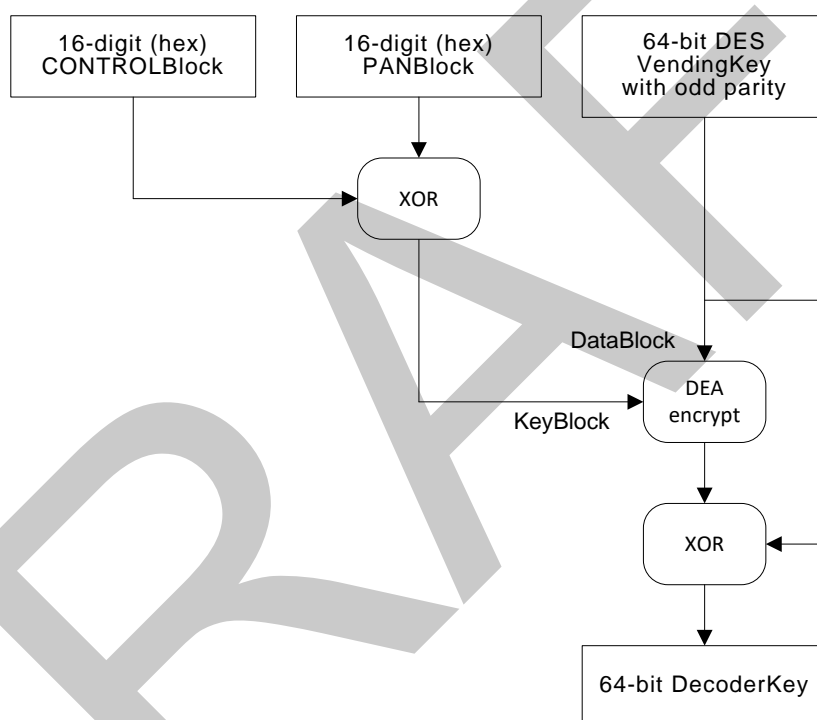 16-digit (hex)
CONTROLBlock
16-digit (hex)
PANBlock
64-bit DES
VendingKey
with odd parity
XOR
DataBlock
DEA
encrypt
KeyBlock
XOR
64-bit DecoderKey